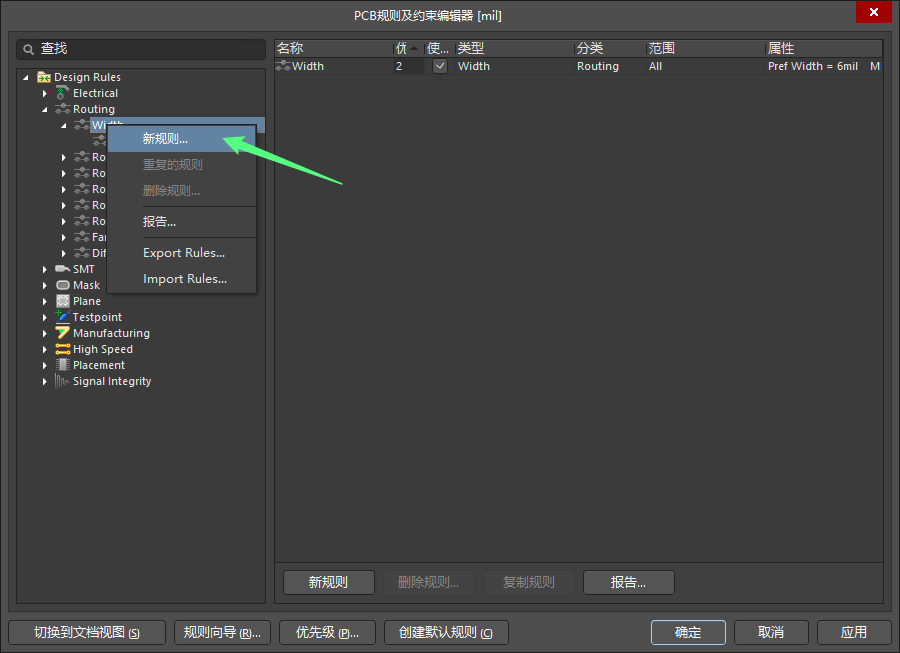 PCB规则及约束编辑器 [mil]
查找
Design Rules
Electrical
Routing
Wi
Ro
Ro
Ro
Ro
Ro
Fan
Dif
SMT
Mask
Plane
Testpoint
Manufacturing
High Speed
Placement
Signal Integrity
新规则...
重复的规则
删除规则...
报告...
Export Rules...
Import Rules...
名称 优 使... 类型 分类 范围 属性
Width 2 Width Routing All Pref Width = 6mil M
新规则 删除规则... 复制规则 报告...
切换到文档视图 (S) 规则向导 (R)... 优先级 (P)... 创建默认规则 (C) 确定 取消 应用